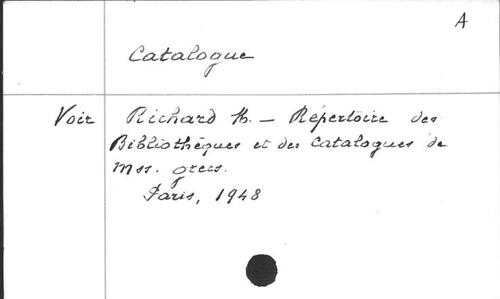 A
Catalogue
Voir Richard M. – Répertoire des
Bibliothèques et des Catalogues de
Mss. grecs.
Paris, 1948